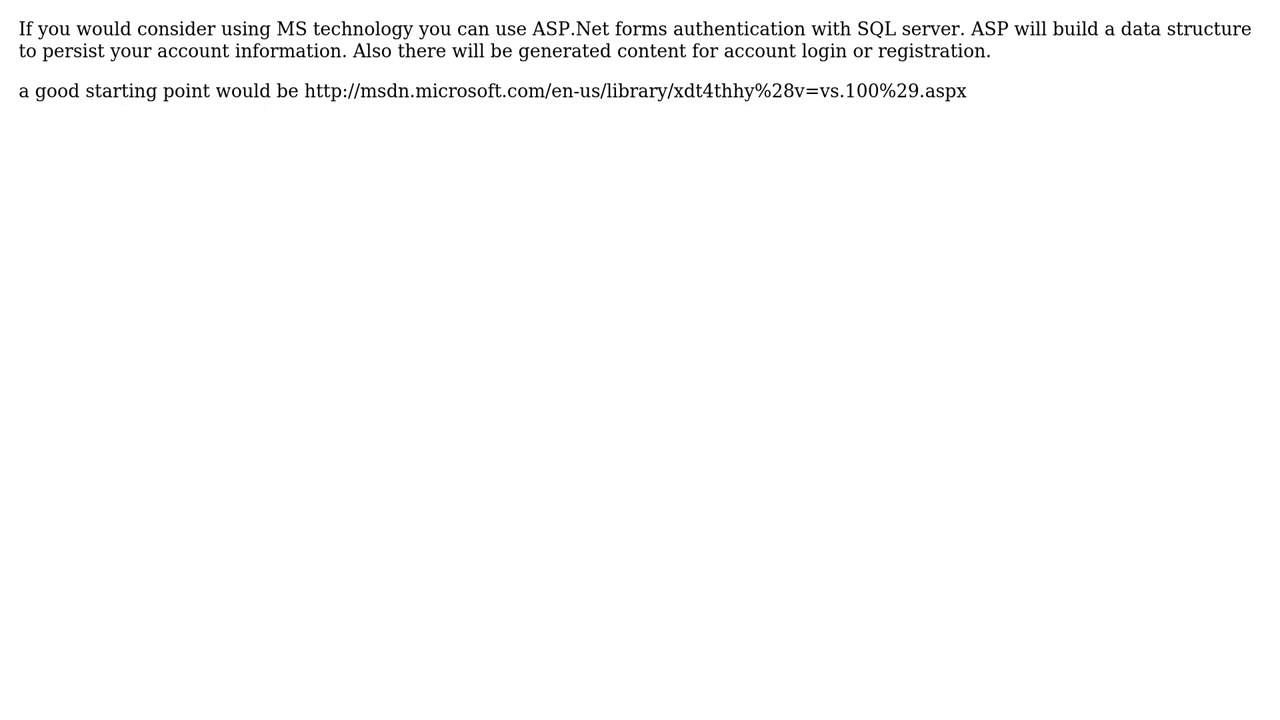 If you would consider using MS technology you can use ASP.Net forms authentication with SQL server. ASP will build a data structure
to persist your account information. Also there will be generated content for account login or registration.
a good starting point would be http://msdn.microsoft.com/en-us/library/xdt4thhy%28v=vs.100%29.aspx